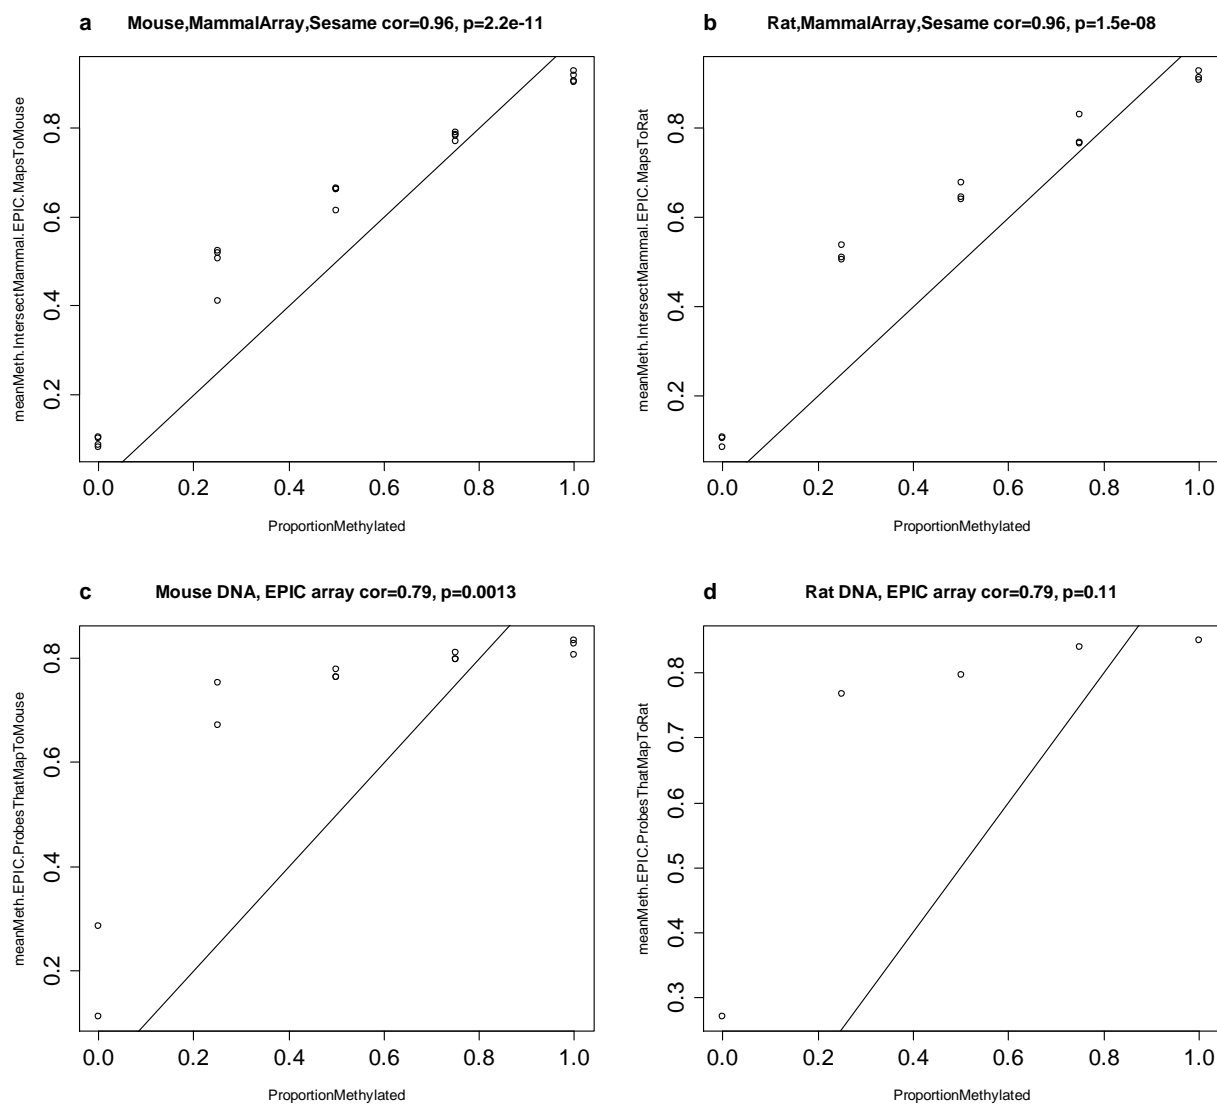 a Mouse,MammalArray,Sesame cor=0.96, p=2.2e-11
meanMeth.IntersectMammal.EPIC.MapsToMouse
0.8
0.6
0.4
0.2
0.0 0.2 0.4 0.6 0.8 1.0
ProportionMethylated
b Rat,MammalArray,Sesame cor=0.96, p=1.5e-08
meanMeth.IntersectMammal.EPIC.MapsToRat
0.8
0.6
0.4
0.2
0.0 0.2 0.4 0.6 0.8 1.0
ProportionMethylated
c Mouse DNA, EPIC array cor=0.79, p=0.0013
meanMeth.EPIC.ProbesThatMapToMouse
0.8
0.6
0.4
0.2
0.0 0.2 0.4 0.6 0.8 1.0
ProportionMethylated
d Rat DNA, EPIC array cor=0.79, p=0.11
meanMeth.EPIC.ProbesThatMapToRat
0.8
0.7
0.6
0.5
0.4
0.3
0.0 0.2 0.4 0.6 0.8 1.0
ProportionMethylated